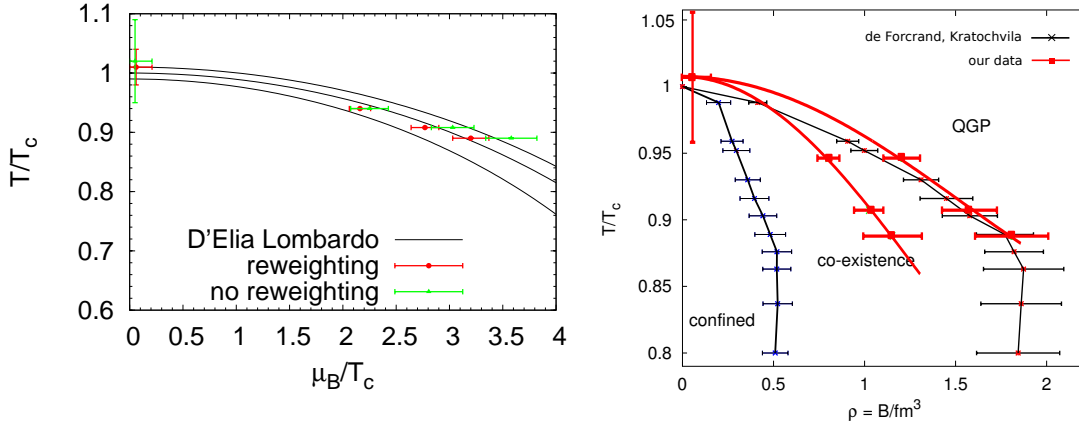 1.1
1
0.9
0.8
0.7
0.6
T/T_c
D'Elia Lombardo
reweighting
no reweighting
0 0.5 1 1.5 2 2.5 3 3.5 4
μ_B/T_c
1.05
1
0.95
0.9
0.85
0.8
T/T_c
de Forcrand, Kratochvila
our data
QGP
co-existence
confined
0 0.5 1 1.5 2
ρ = B/fm³